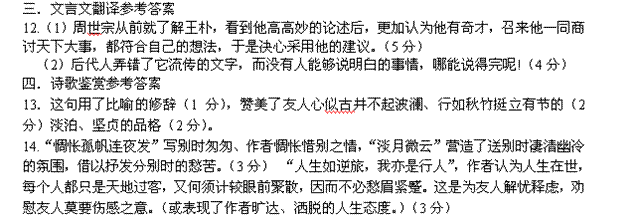 三．文言文翻译参考答案
12.（1）周世宗从前就了解王朴，看到他高高妙的论述后，更加认为他有奇才，召来他一同商
讨天下大事，都符合自己的想法，于是决心采用他的建议。（5分）
（2）后代人弄错了它流传的文字，而没有人能够说明白的事情，哪能说得完呢！（4分）
四．诗歌鉴赏参考答案
13．这句用了比喻的修辞（1 分），赞美了友人心似古井不起波澜、行如秋竹挺立有节的（2
分）淡泊、坚贞的品格（2分）。
14.“惆怅孤帆连夜发”写别时匆匆、作者惆怅惜别之情，“淡月微云”营造了送别时凄清幽冷
的氛围，借以抒发分别时的愁苦。（3分） “人生如逆旅，我亦是行人”，作者认为人生在世，
每个人都只是天地过客，又何须计较眼前聚散，因而不必愁眉紧蹙。这是为友人解忧释虑，劝
慰友人莫要伤感之意。（或表现了作者旷达、洒脱的人生态度。）（3分）